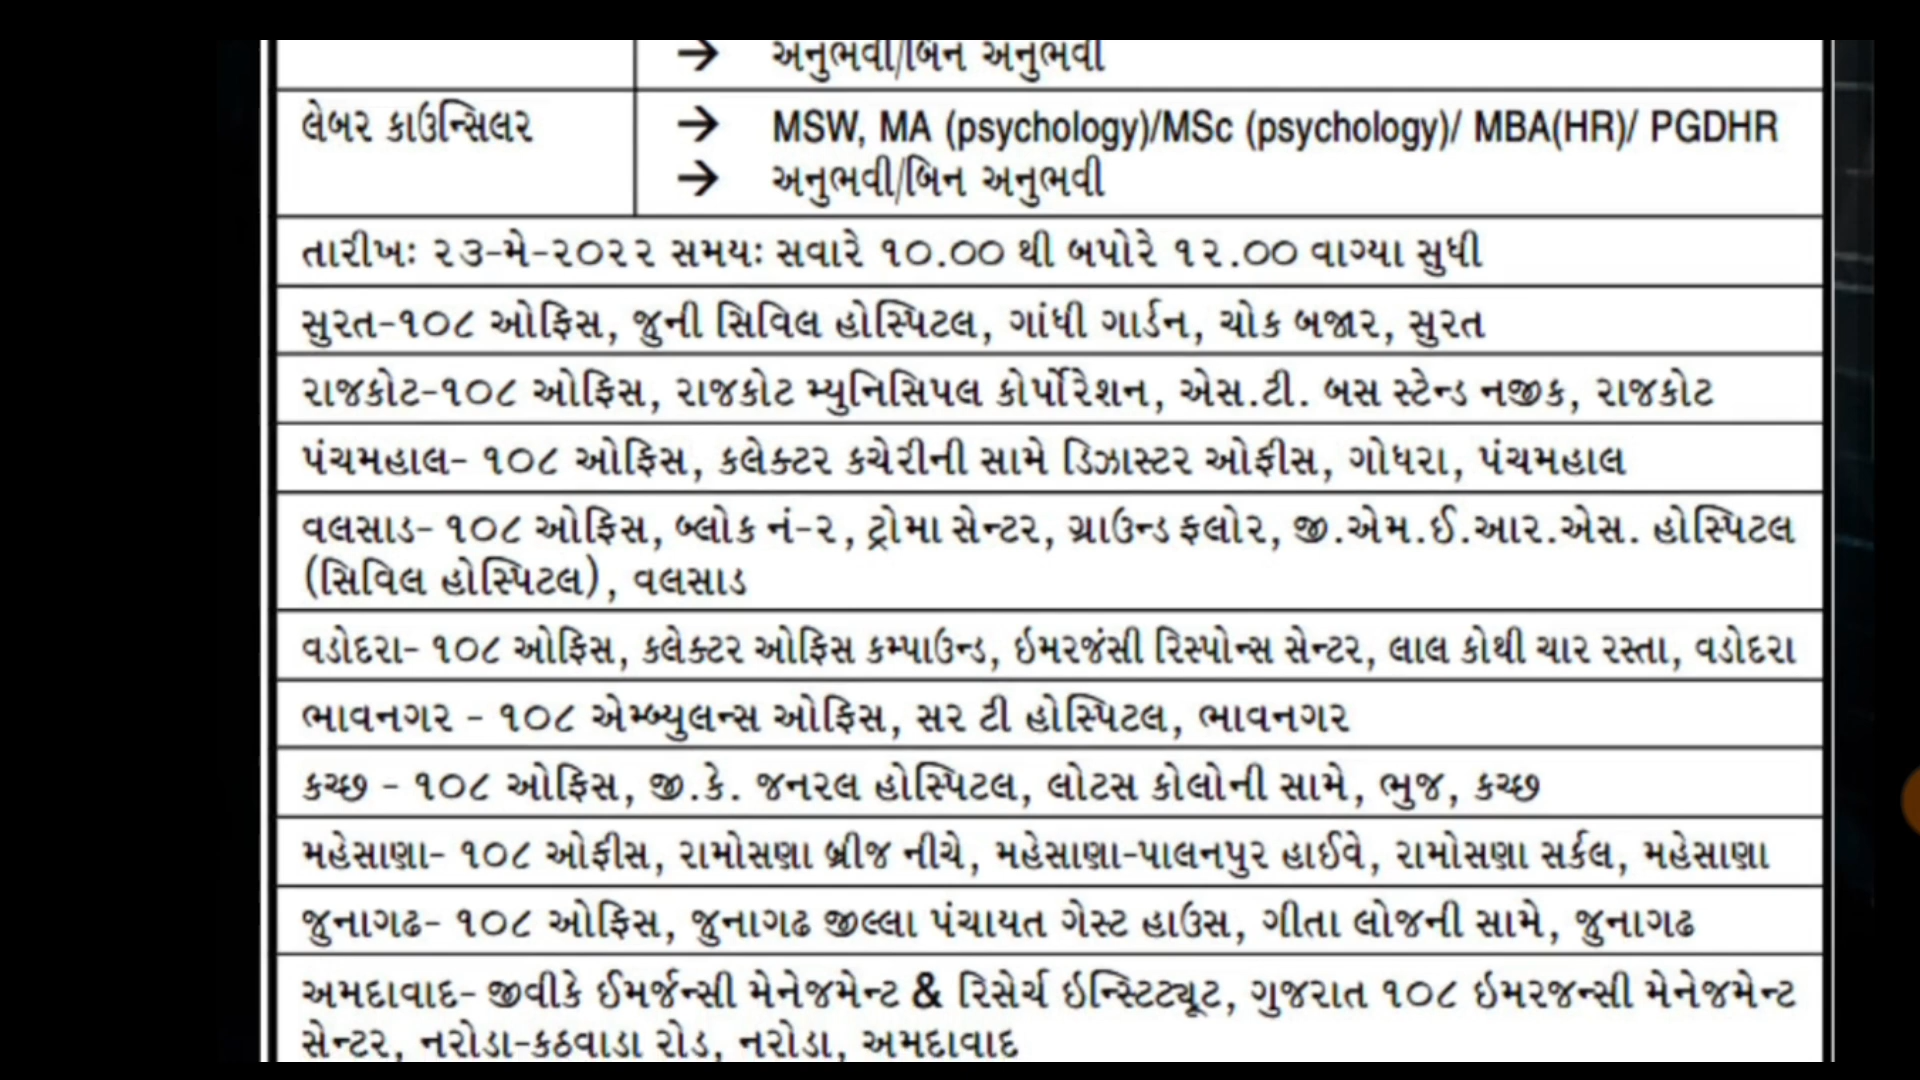 → અનુભવી/બિન અનુભવી
લેબર કાઉન્સિલર → MSW, MA (psychology)/MSc (psychology)/ MBA(HR)/ PGDHR
→ અનુભવી/બિન અનુભવી
તારીખઃ ૨૩-મે-૨૦૨૨ સમયઃ સવારે ૧૦.૦૦ થી બપોરે ૧૨.૦૦ વાગ્યા સુધી
સુરત-૧૦૮ ઓફિસ, જુની સિવિલ હોસ્પિટલ, ગાંધી ગાર્ડન, ચોક બજાર, સુરત
રાજકોટ-૧૦૮ ઓફિસ, રાજકોટ મ્યુનિસિપલ કોર્પોરેશન, એસ.ટી. બસ સ્ટેન્ડ નજીક, રાજકોટ
પંચમહાલ- ૧૦૮ ઓફિસ, કલેક્ટર કચેરીની સામે ડિઝાસ્ટર ઓફીસ, ગોધરા, પંચમહાલ
વલસાડ- ૧૦૮ ઓફિસ, બ્લોક નં-૨, ટ્રોમા સેન્ટર, ગ્રાઉન્ડ ફલોર, જી.એમ.ઈ.આર.એસ. હોસ્પિટલ
(સિવિલ હોસ્પિટલ), વલસાડ
વડોદરા- ૧૦૮ ઓફિસ, કલેક્ટર ઓફિસ કમ્પાઉન્ડ, ઇમરજંસી રિસ્પોન્સ સેન્ટર, લાલ કોથી ચાર રસ્તા, વડોદરા
ભાવનગર - ૧૦૮ એમ્બ્યુલન્સ ઓફિસ, સર ટી હોસ્પિટલ, ભાવનગર
કચ્છ - ૧૦૮ ઓફિસ, જી.કે. જનરલ હોસ્પિટલ, લોટસ કોલોની સામે, ભુજ, કચ્છ
મહેસાણા- ૧૦૮ ઓફીસ, રામોસણા બ્રીજ નીચે, મહેસાણા-પાલનપુર હાઈવે, રામોસણા સર્કલ, મહેસાણા
જુનાગઢ- ૧૦૮ ઓફિસ, જુનાગઢ જીલ્લા પંચાયત ગેસ્ટ હાઉસ, ગીતા લોજની સામે, જુનાગઢ
અમદાવાદ- જીવીકે ઈમર્જન્સી મેનેજમેન્ટ & રિસેર્ચ ઇન્સ્ટિટ્યૂટ, ગુજરાત ૧૦૮ ઇમરજન્સી મેનેજમેન્ટ
સેન્ટર, નરોડા-કઠવાડા રોડ, નરોડા, અમદાવાદ